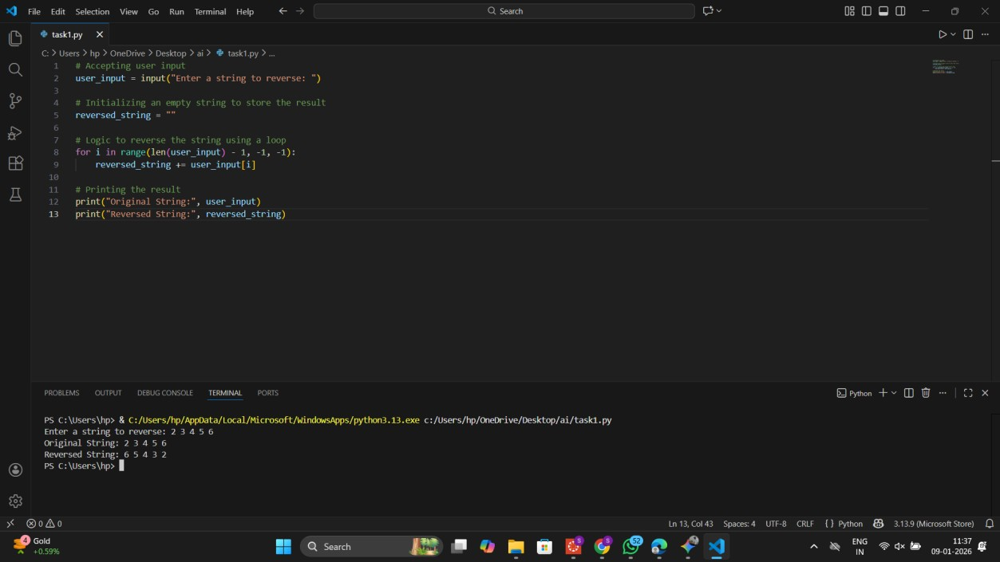 File Edit Selection View Go Run Terminal Help
Search
task1.py
C: > Users > hp > OneDrive > Desktop > ai > task1.py > ...
1 # Accepting user input
2 user_input = input("Enter a string to reverse: ")
3
4 # Initializing an empty string to store the result
5 reversed_string = ""
6
7 # Logic to reverse the string using a loop
8 for i in range(len(user_input) - 1, -1, -1):
9     reversed_string += user_input[i]
10
11 # Printing the result
12 print("Original String:", user_input)
13 print("Reversed String:", reversed_string)
PROBLEMS OUTPUT DEBUG CONSOLE TERMINAL PORTS
Python
PS C:\Users\hp> & C:/Users/hp/AppData/Local/Microsoft/WindowsApps/python3.13.exe c:/Users/hp/OneDrive/Desktop/ai/task1.py
Enter a string to reverse: 2 3 4 5 6
Original String: 2 3 4 5 6
Reversed String: 6 5 4 3 2
PS C:\Users\hp>
0 0
Ln 13, Col 43 Spaces: 4 UTF-8 CRLF { } Python 3.13.9 (Microsoft Store)
4 Gold
+0.59%
Search
S
S
52
ENG
IN
11:37
09-01-2026